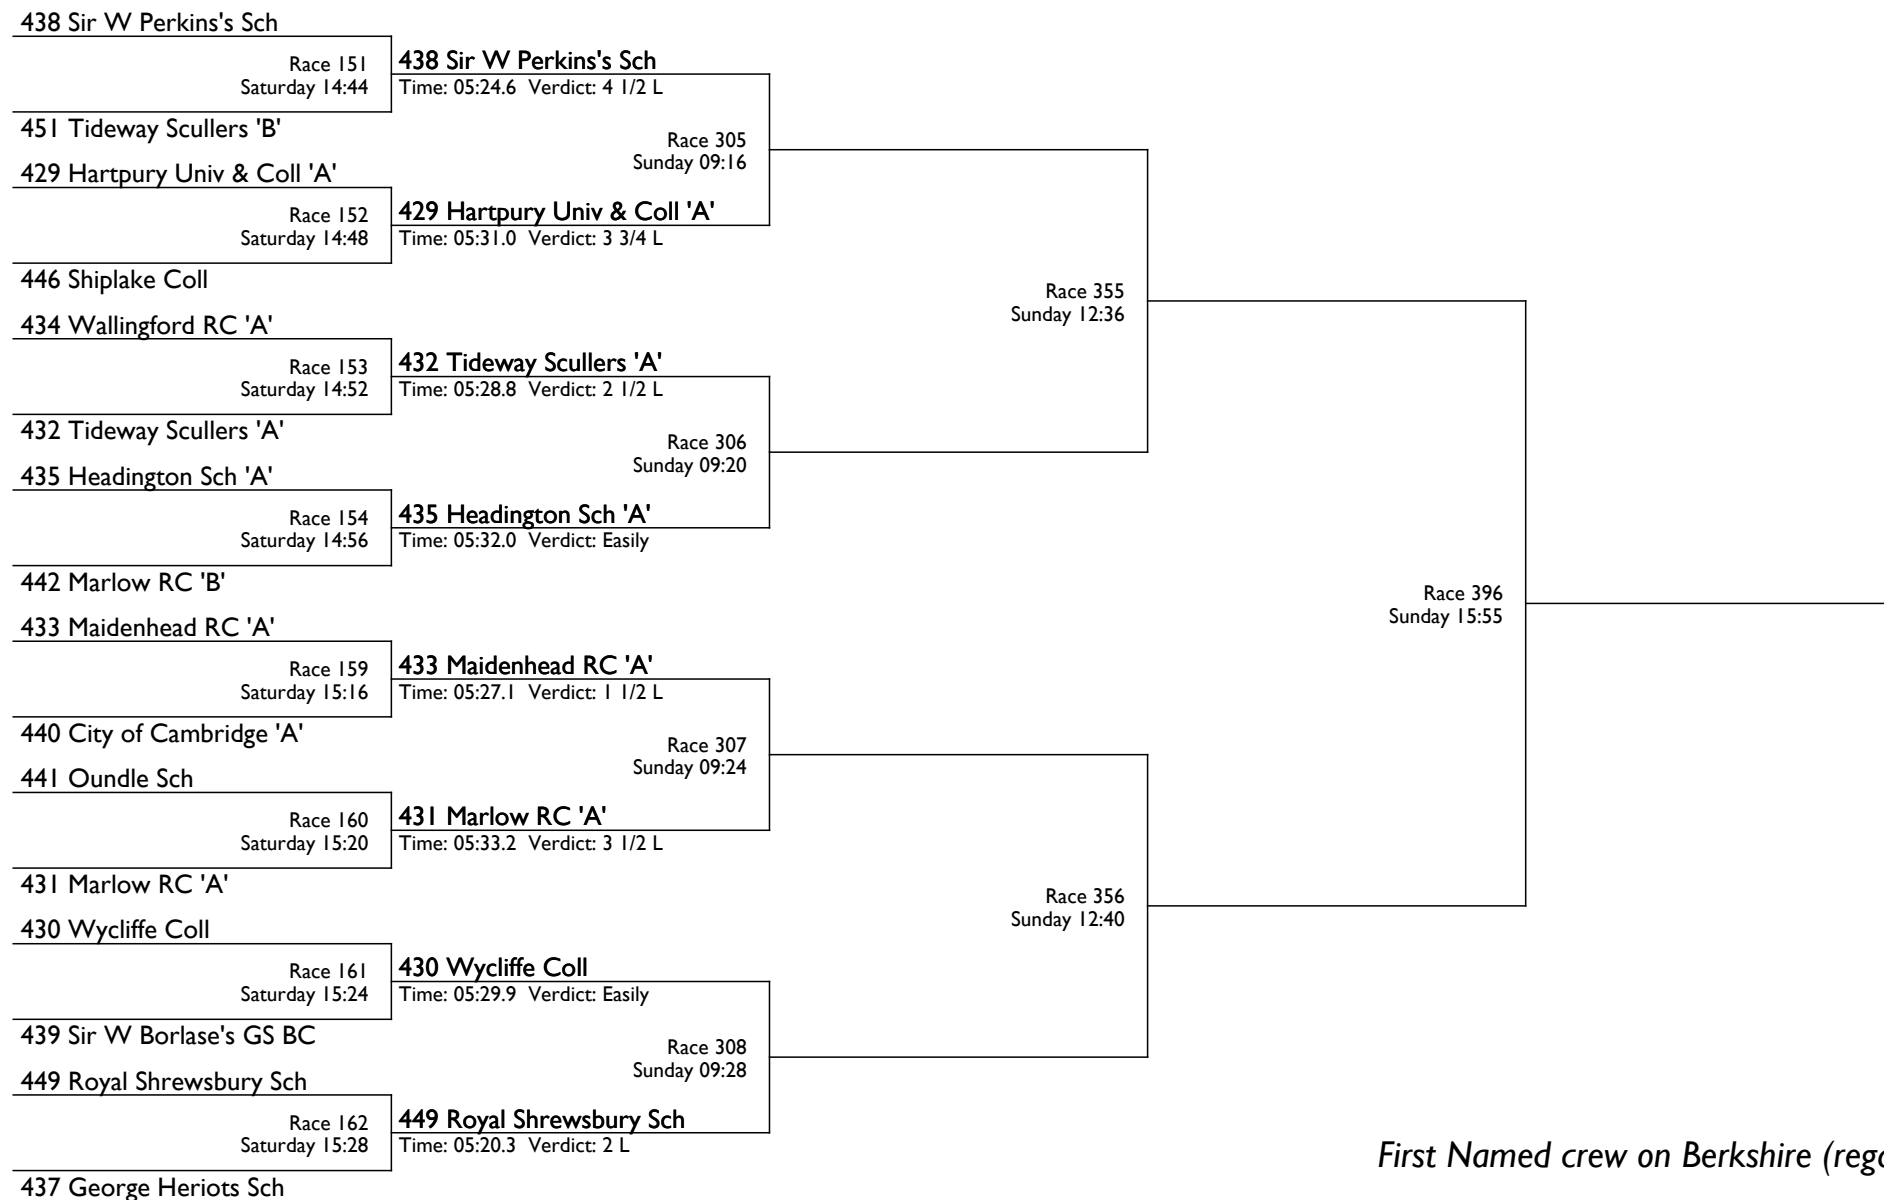 438 Sir W Perkins's Sch
Race 151
Saturday 14:44
438 Sir W Perkins's Sch
Time: 05:24.6 Verdict: 4 1/2 L
451 Tideway Scullers 'B'
Race 305
Sunday 09:16
429 Hartpury Univ & Coll 'A'
Race 152
Saturday 14:48
429 Hartpury Univ & Coll 'A'
Time: 05:31.0 Verdict: 3 3/4 L
446 Shiplake Coll
Race 355
Sunday 12:36
434 Wallingford RC 'A'
Race 153
Saturday 14:52
432 Tideway Scullers 'A'
Time: 05:28.8 Verdict: 2 1/2 L
432 Tideway Scullers 'A'
Race 306
Sunday 09:20
435 Headington Sch 'A'
Race 154
Saturday 14:56
435 Headington Sch 'A'
Time: 05:32.0 Verdict: Easily
442 Marlow RC 'B'
Race 396
Sunday 15:55
433 Maidenhead RC 'A'
Race 159
Saturday 15:16
433 Maidenhead RC 'A'
Time: 05:27.1 Verdict: 1 1/2 L
440 City of Cambridge 'A'
Race 307
Sunday 09:24
441 Oundle Sch
Race 160
Saturday 15:20
431 Marlow RC 'A'
Time: 05:33.2 Verdict: 3 1/2 L
431 Marlow RC 'A'
Race 356
Sunday 12:40
430 Wycliffe Coll
Race 161
Saturday 15:24
430 Wycliffe Coll
Time: 05:29.9 Verdict: Easily
439 Sir W Borlase's GS BC
Race 308
Sunday 09:28
449 Royal Shrewsbury Sch
Race 162
Saturday 15:28
449 Royal Shrewsbury Sch
Time: 05:20.3 Verdict: 2 L
437 George Heriots Sch
First Named crew on Berkshire